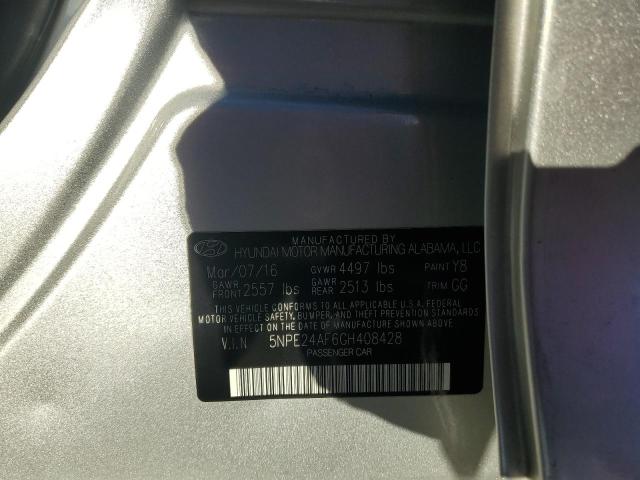 MANUFACTURED BY
HYUNDAI MOTOR MANUFACTURING ALABAMA, LLC
Mar/07/16 GVWR 4497 lbs PAINT Y8
GAWR FRONT 2557 lbs GAWR REAR 2513 lbs TRIM GG
THIS VEHICLE CONFORMS TO ALL APPLICABLE U.S. FEDERAL
MOTOR VEHICLE SAFETY, BUMPER, AND THEFT PREVENTION
STANDARDS IN EFFECT ON THE DATE OF MANUFACTURE SHOWN ABOVE.
V.I.N 5NPE24AF6GH408428
PASSENGER CAR